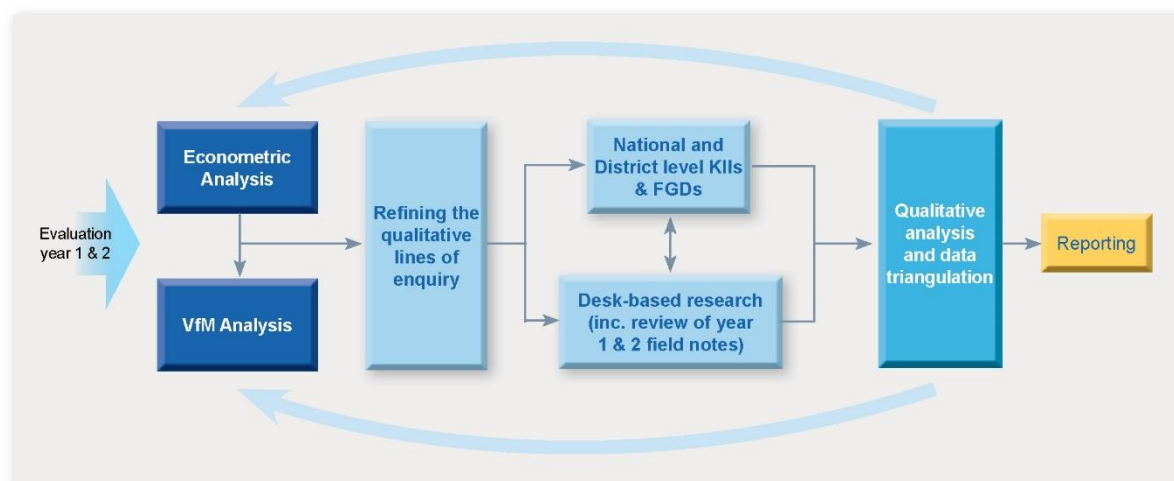 Evaluation
year 1 & 2
Econometric
Analysis
VfM Analysis
Refining the
qualitative
lines of
enquiry
National and
District level KIIs
& FGDs
Desk-based research
(inc. review of year
1 & 2 field notes)
Qualitative
analysis
and data
triangulation
Reporting